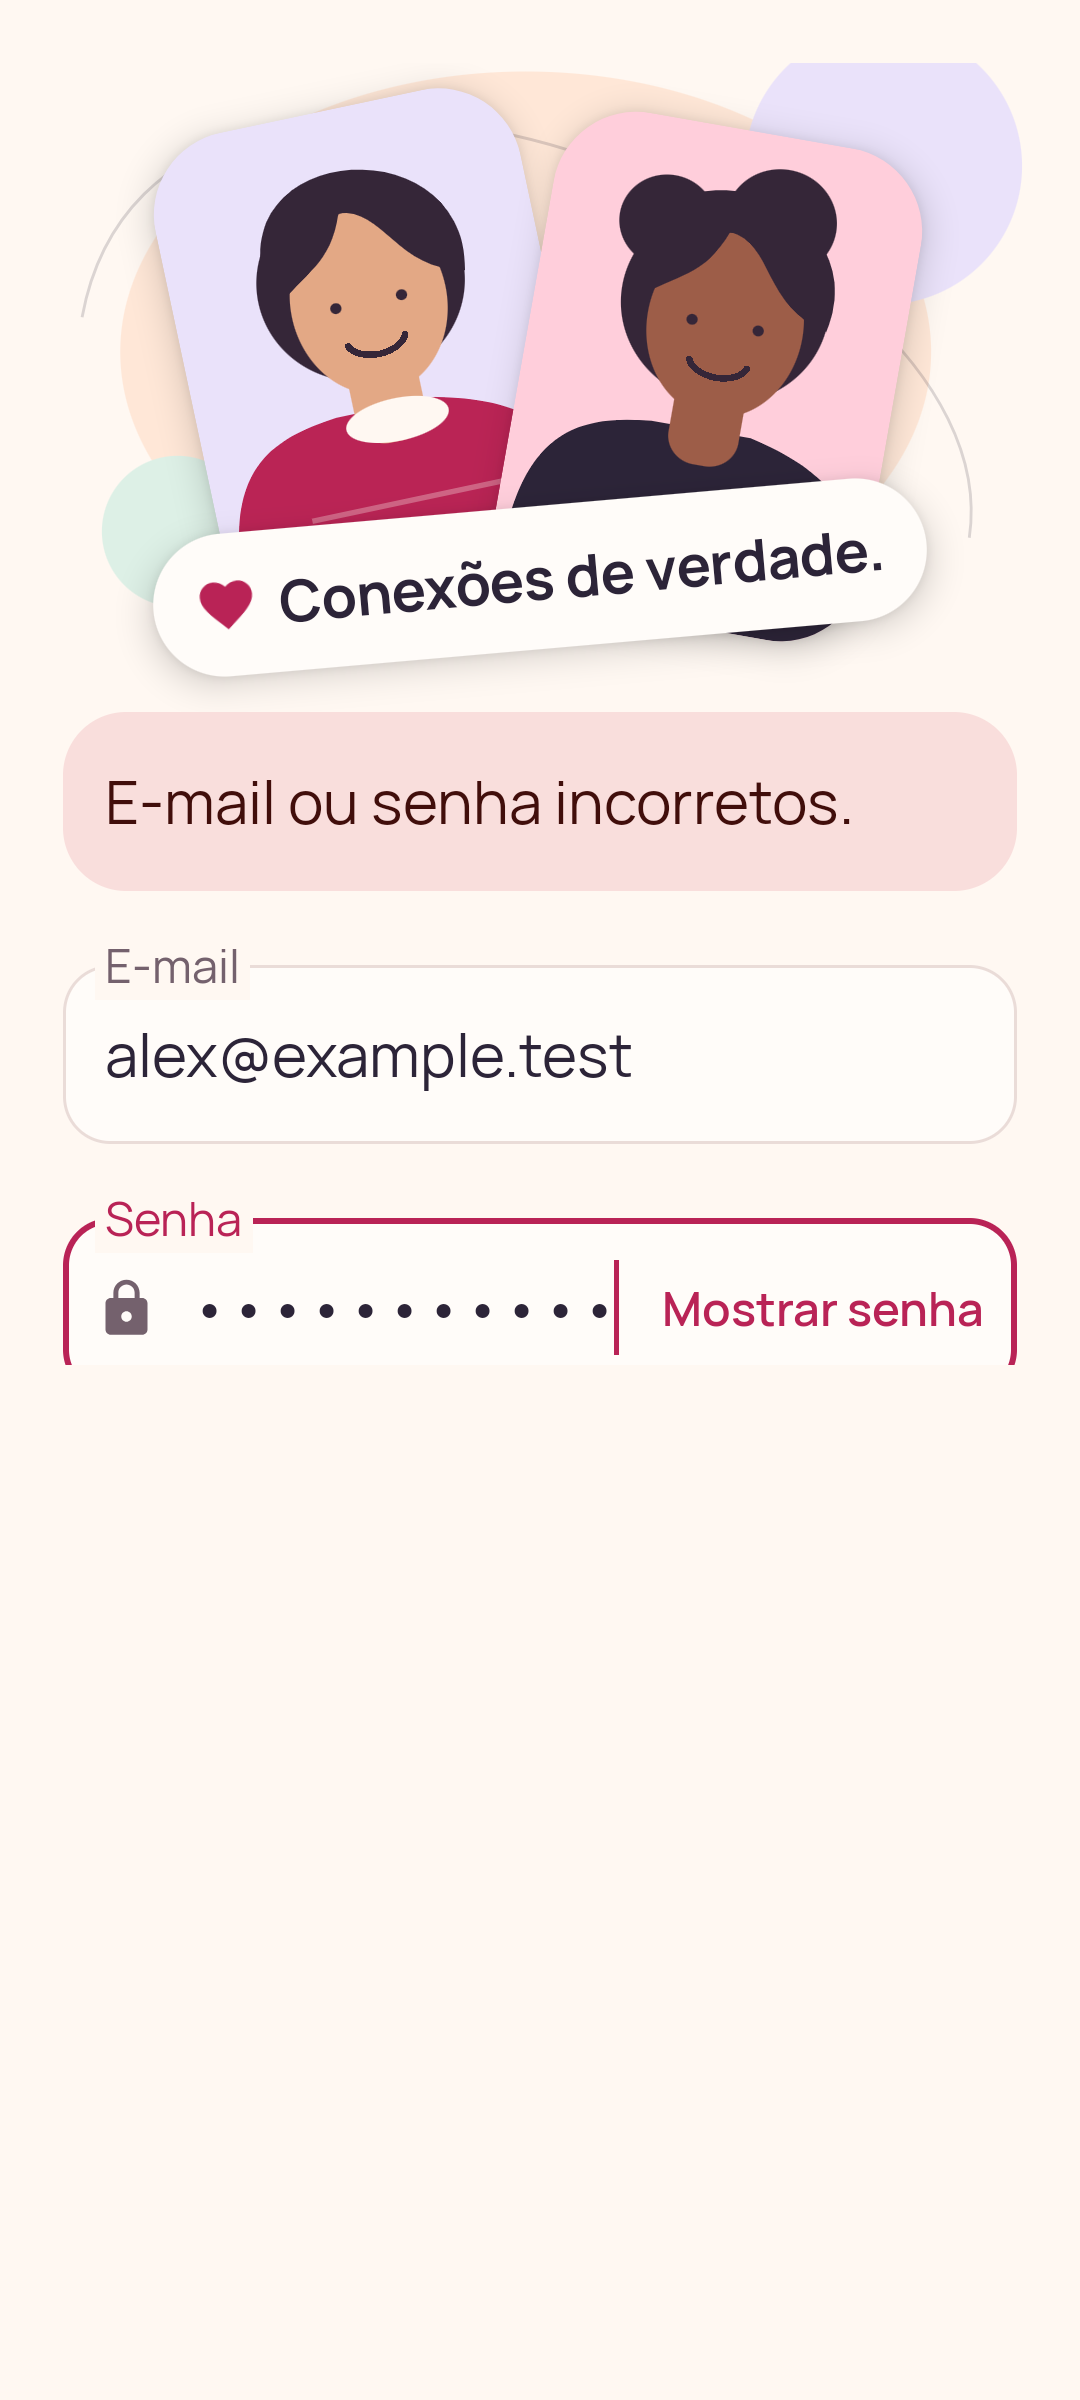 Conexões de verdade.
E-mail ou senha incorretos.
E-mail
alex@example.test
Senha
••••••••••• Mostrar senha